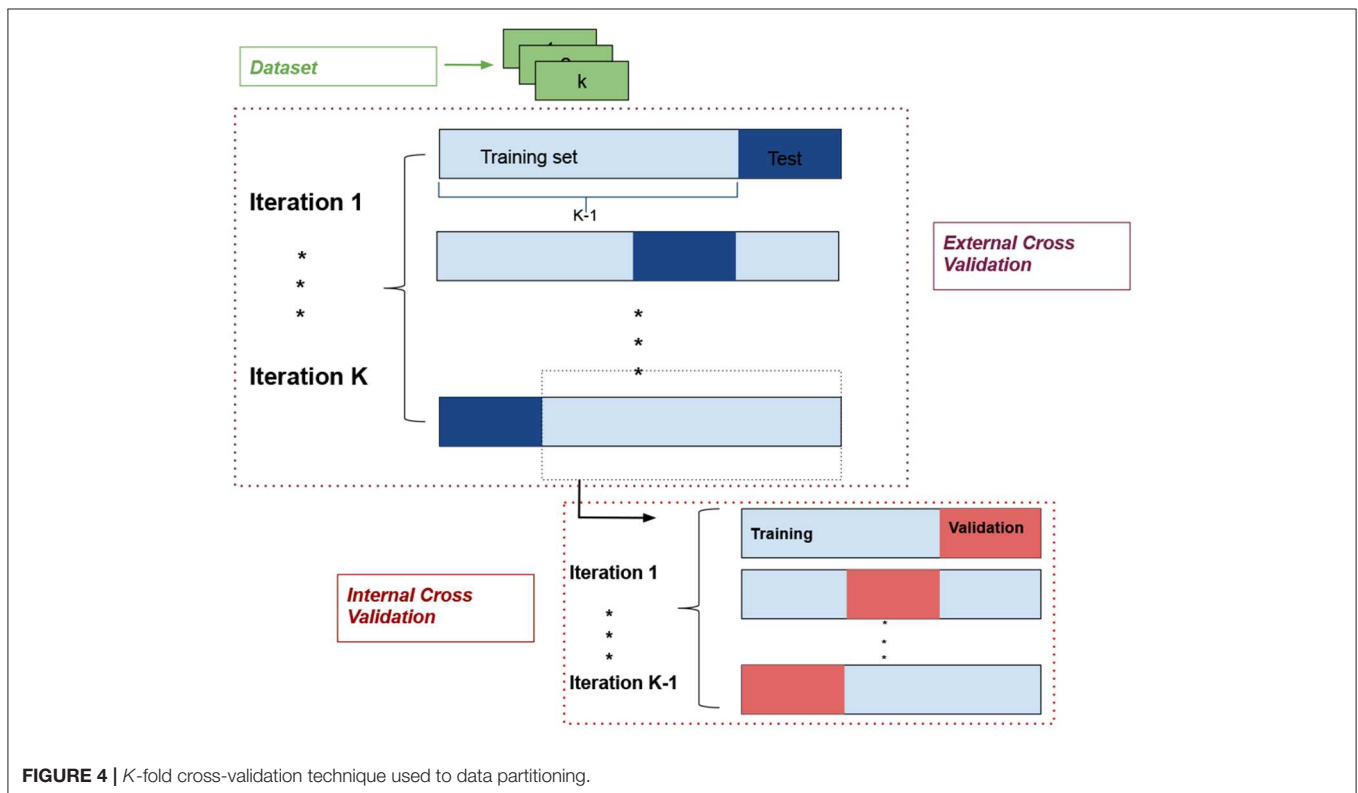 Dataset
k
Training set
Test
Iteration 1
K-1
*
*
*
External Cross
Validation
*
*
*
Iteration K
Training
Validation
Iteration 1
Internal Cross
Validation
*
*
*
*
*
*
Iteration K-1
FIGURE 4 | K-fold cross-validation technique used to data partitioning.